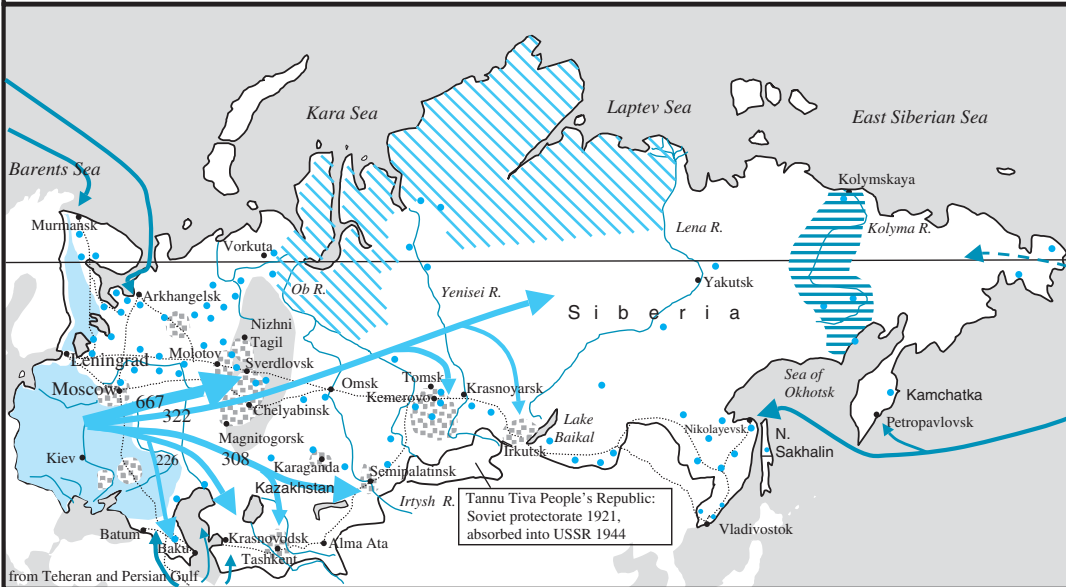 Kara Sea
Laptev Sea
East Siberian Sea
Barents Sea
Kolymskaya
Murmansk
Lena R.
Kolyma R.
Vorkuta
Ob R.
Yenisei R.
Yakutsk
Arkhangelsk
Siberia
Nizhni
Tagil
Leningrad
Molotov
Sverdlovsk
Sea of
Okhotsk
Moscow
667
322
Omsk
Tomsk
Kemerovo
Krasnoyarsk
Kamchatka
Chelyabinsk
Petropavlovsk
Magnitogorsk
Lake
Baikal
Nikolayevsk
N.
Sakhalin
Kiev
226
308
Karaganda
Kazakhstan
Semipalatinsk
Irkutsk
Irtysh R.
Tannu Tiva People's Republic:
Soviet protectorate 1921,
absorbed into USSR 1944
Vladivostok
Batum
Baku
Krasnovodsk
Tashkent
Alma Ata
from Teheran and Persian Gulf